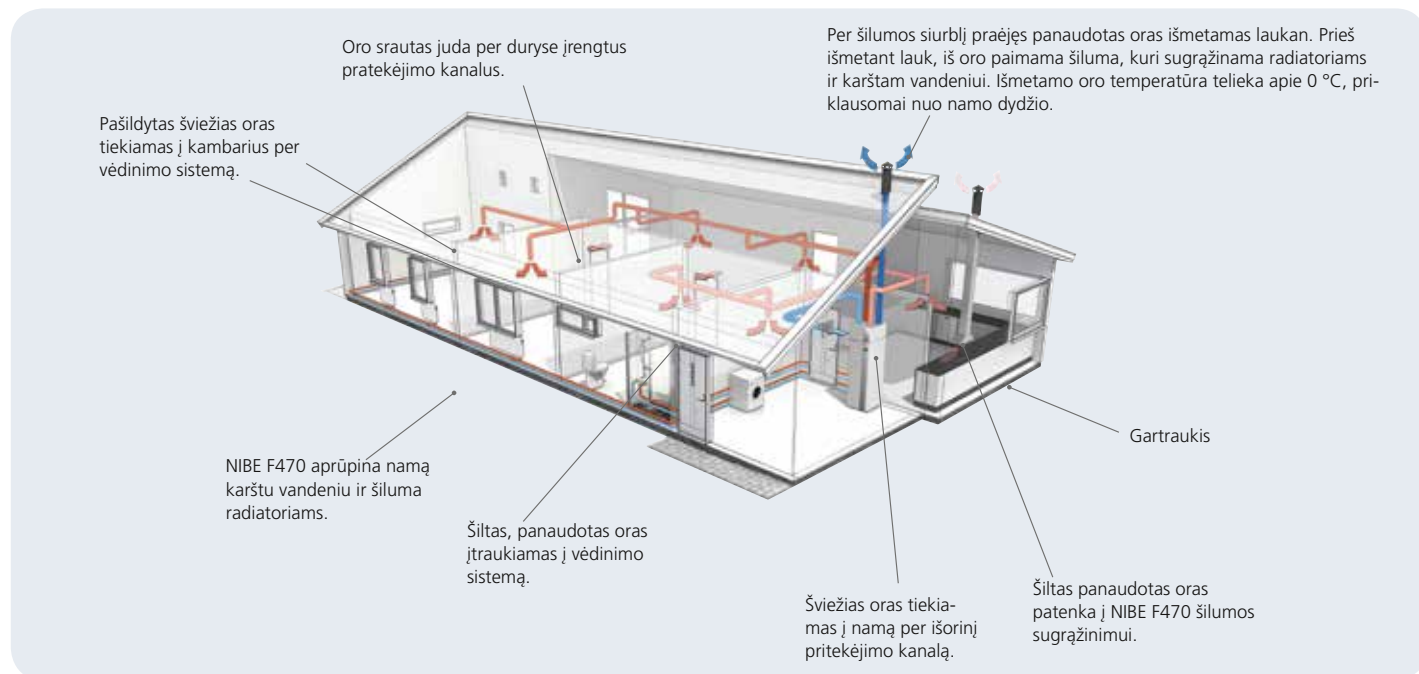 Oro srautas juda per duryse įrengtus
pratekėjimo kanalus.
Per šilumos siurblį praėjęs panaudotas oras išmetamas laukan. Prieš
išmetant lauk, iš oro paimama šiluma, kuri sugrąžinama radiatoriams
ir karštam vandeniui. Išmetamo oro temperatūra telieka apie 0 °C, pri-
klausomai nuo namo dydžio.
Pašildytas šviežias oras
tiekiamas į kambarius per
vėdinimo sistemą.
Gartraukis
NIBE F470 aprūpina namą
karštu vandeniu ir šiluma
radiatoriams.
Šiltas, panaudotas oras
įtraukiamas į vėdinimo
sistemą.
Šviežias oras tiekia-
mas į namą per išorinį
pritekėjimo kanalą.
Šiltas panaudotas oras
patenka į NIBE F470 šilumos
sugrąžinimui.